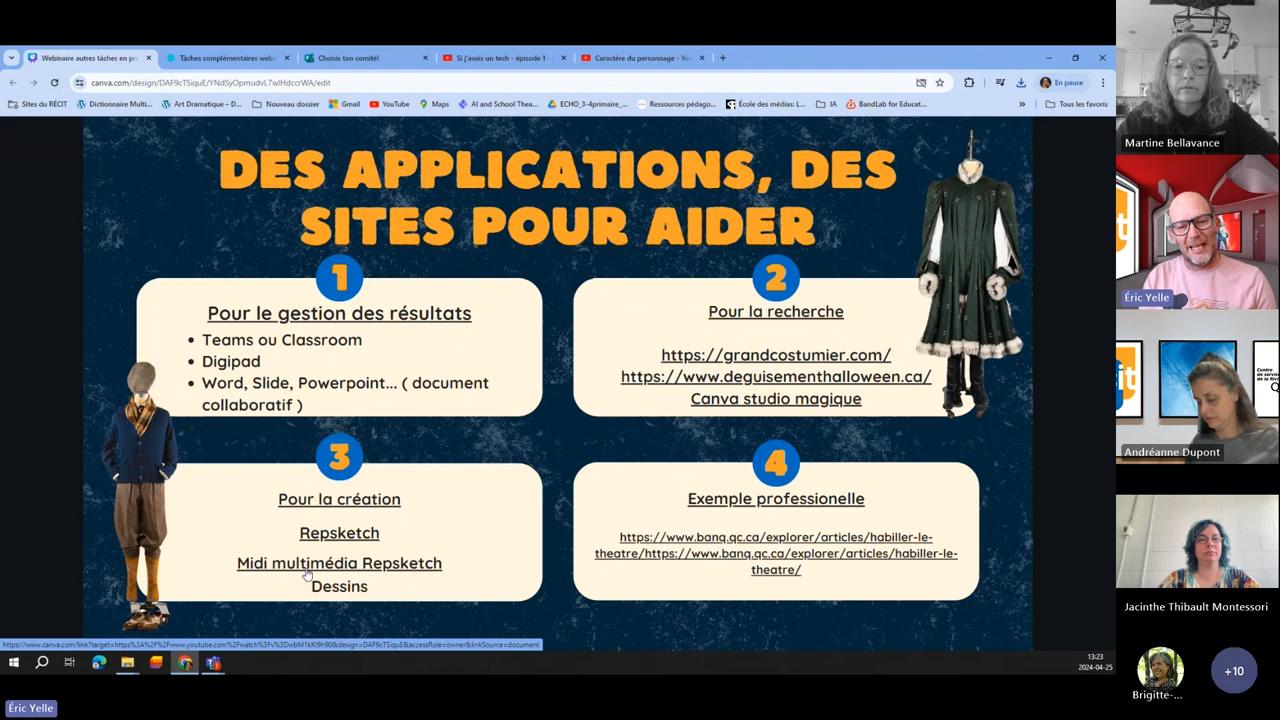 Webinaire autres tâches en pr
Tâches complémentaires web
Choisis ton comité!
Si j'avais un tech - épisode 1 -
Caractère du personnage - You
canva.com/design/DAF9cTSiquE/YNdSyOpmudvL7wIHdccrWA/edit
En pause
Sites du RÉCIT
Dictionnaire Multi...
Art Dramatique – D...
Nouveau dossier
Gmail
YouTube
Maps
AI and School Thea...
ECHO_3-4primaire_...
Ressources pédago...
École des médias: L...
IA
BandLab for Educat...
Tous les favoris
DES APPLICATIONS, DES
SITES POUR AIDER
1
Pour le gestion des résultats
• Teams ou Classroom
• Digipad
• Word, Slide, Powerpoint... ( document
collaboratif )
2
Pour la recherche
https://grandcostumier.com/
https://www.deguisementhalloween.ca/
Canva studio magique
3
Pour la création
Repsketch
Midi multimédia Repsketch
Dessins
4
Exemple professionelle
https://www.banq.qc.ca/explorer/articles/habiller-le-
theatre/https://www.banq.qc.ca/explorer/articles/habiller-le-
theatre/
13:23
2024-04-25
Éric Yelle
Martine Bellavance
Éric Yelle
Andréanne Dupont
Jacinthe Thibault Montessori
Brigitte-...
+10